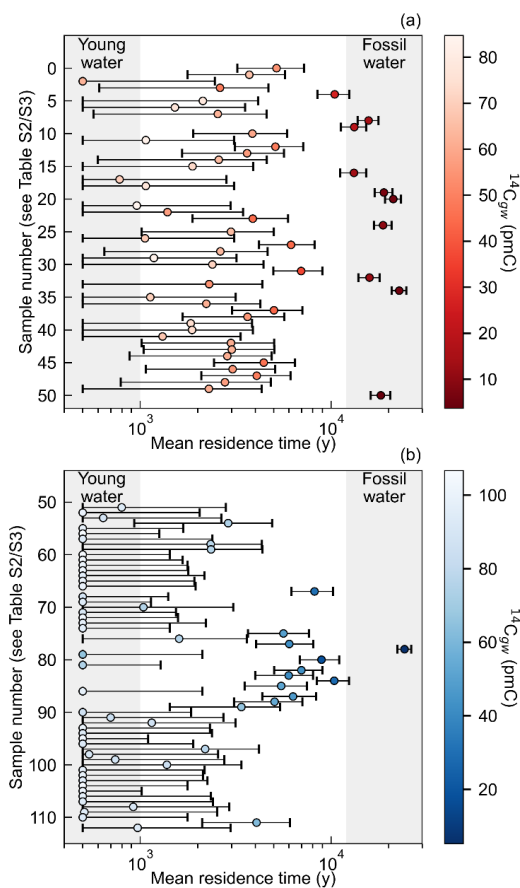 (a)
Young
water
Fossil
water
0
5
10
15
20
25
30
35
40
45
50
Sample number (see Table S2/S3)
10³
10⁴
Mean residence time (y)
80
70
60
50
40
30
20
10
¹⁴C_gw (pmC)
(b)
Young
water
Fossil
water
50
60
70
80
90
100
110
Sample number (see Table S2/S3)
10³
10⁴
Mean residence time (y)
100
80
60
40
20
¹⁴C_gw (pmC)